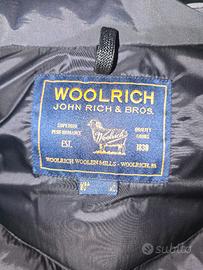 WOOLRICH
JOHN RICH & BROS.
SUPERIOR PERFORMANCE
QUALITY GOODS
EST.
1830
Woolrich
WOOLRICH WOOLEN MILLS - WOOLRICH, PA
subito